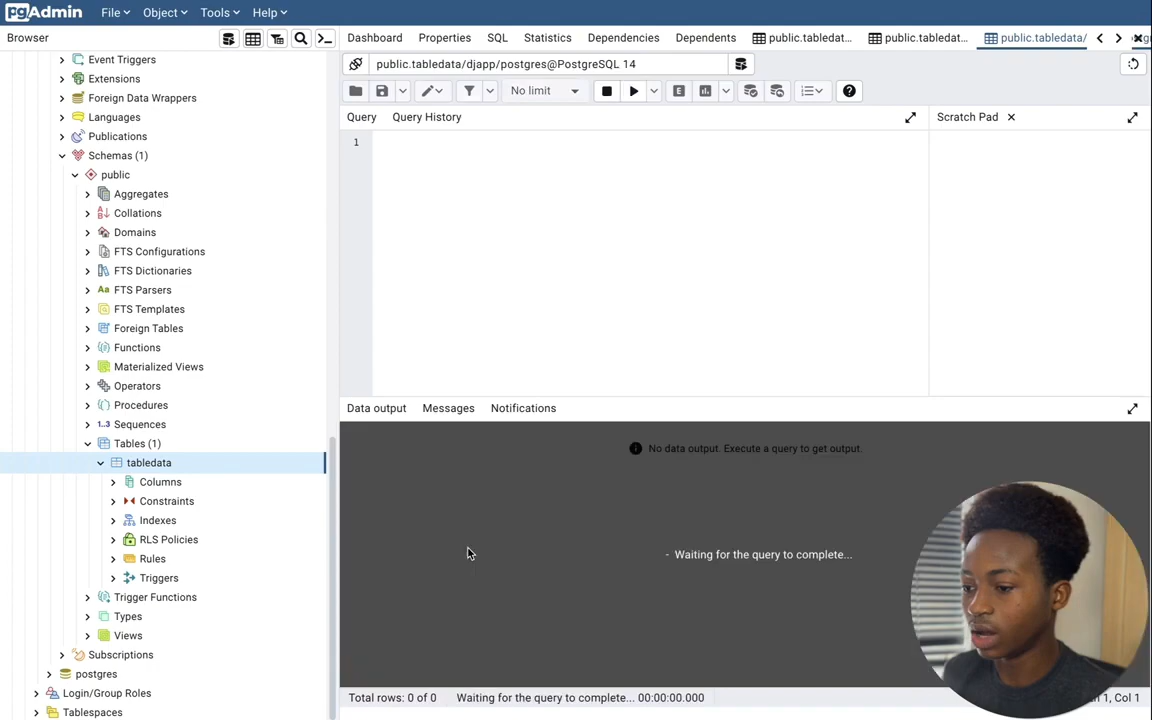 pgAdmin File Object Tools Help
Browser
Dashboard Properties SQL Statistics Dependencies Dependents public.tabledat... public.tabledat... public.tabledata/
Event Triggers
Extensions
Foreign Data Wrappers
Languages
Publications
Schemas (1)
public
Aggregates
Collations
Domains
FTS Configurations
FTS Dictionaries
FTS Parsers
FTS Templates
Foreign Tables
Functions
Materialized Views
Operators
Procedures
1..3 Sequences
Tables (1)
tabledata
Columns
Constraints
Indexes
RLS Policies
Rules
Triggers
Trigger Functions
Types
Views
Subscriptions
postgres
Login/Group Roles
Tablespaces
public.tabledata/djapp/postgres@PostgreSQL 14
No limit E
Query Query History Scratch Pad
1
Data output Messages Notifications
No data output. Execute a query to get output.
- Waiting for the query to complete...
Total rows: 0 of 0 Waiting for the query to complete... 00:00:00.000 1, Col 1